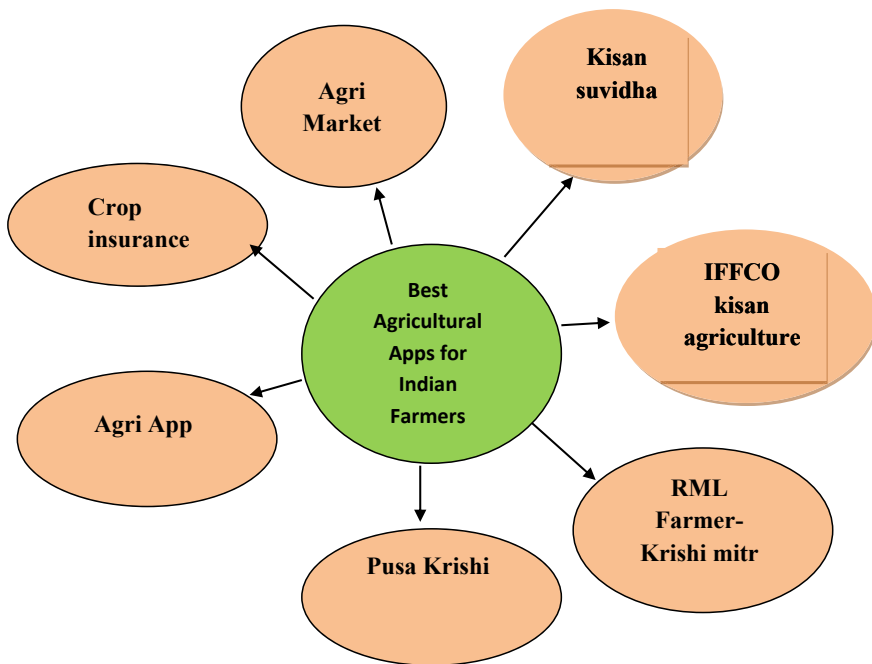 Best
Agricultural
Apps for
Indian
Farmers
Agri
Market
Kisan
suvidha
IFFCO
kisan
agriculture
RML
Farmer-
Krishi mitr
Pusa Krishi
Agri App
Crop
insurance